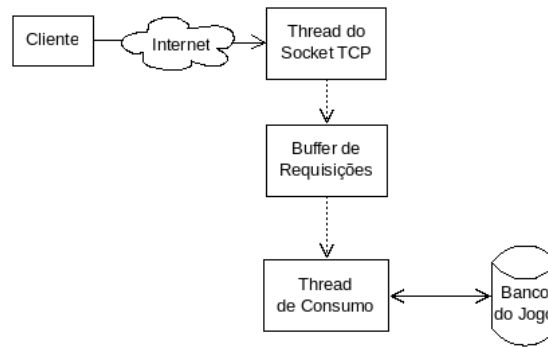 Cliente
Internet
Thread do
Socket TCP
Buffer de
Requisições
Thread
de Consumo
Banco
do Jogo